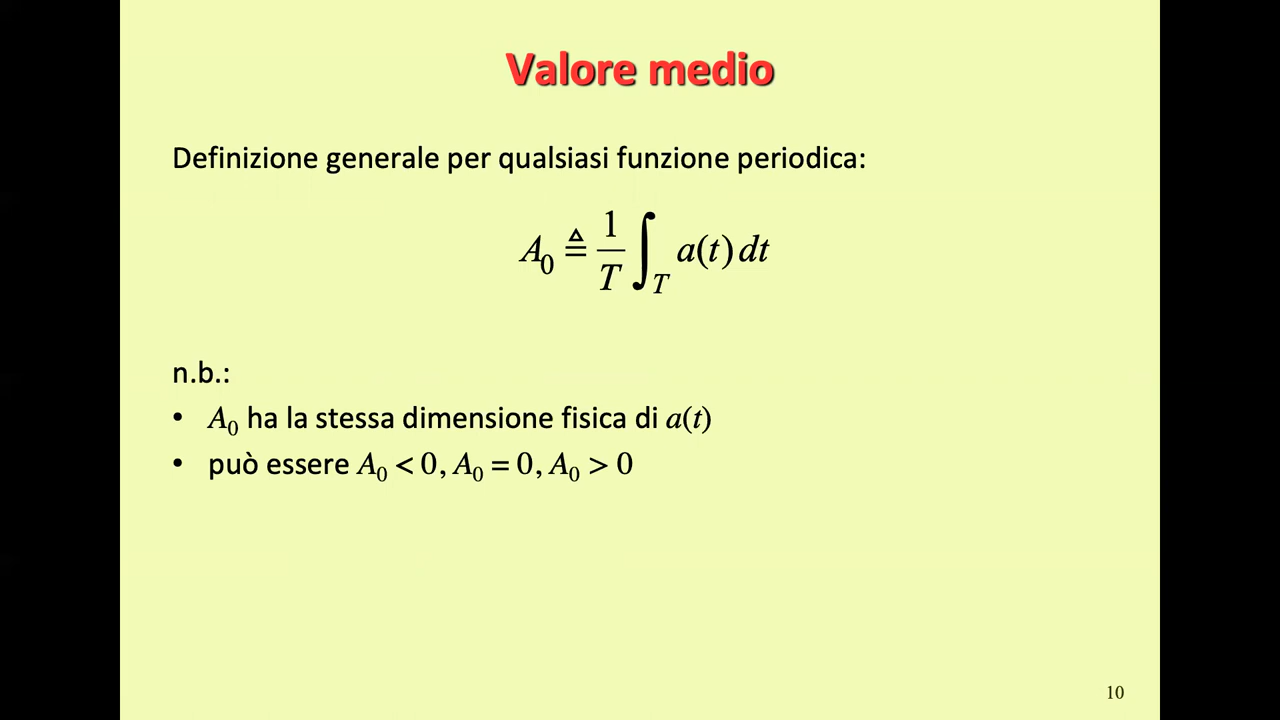 Valore medio
Definizione generale per qualsiasi funzione periodica:
A₀ ≜ 1/T ∫_T a(t) dt
n.b.:
• A₀ ha la stessa dimensione fisica di a(t)
• può essere A₀ < 0, A₀ = 0, A₀ > 0
10